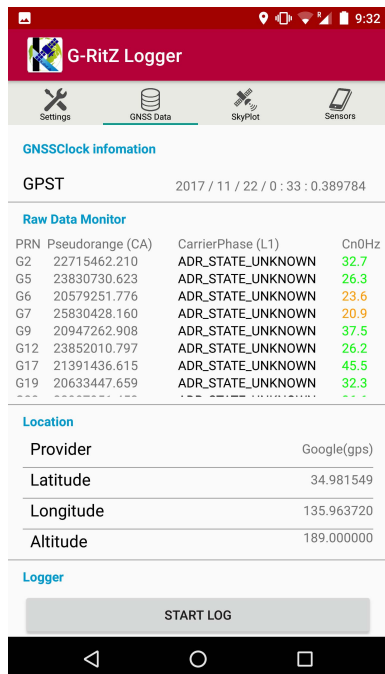 R 9:32
G-RitZ Logger
Settings GNSS Data SkyPlot Sensors
GNSSClock infomation
GPST 2017 / 11 / 22 / 0 : 33 : 0.389784
Raw Data Monitor
PRN Pseudorange (CA) CarrierPhase (L1) Cn0Hz
G2 22715462.210 ADR_STATE_UNKNOWN 32.7
G5 23830730.623 ADR_STATE_UNKNOWN 26.3
G6 20579251.776 ADR_STATE_UNKNOWN 23.6
G7 25830428.160 ADR_STATE_UNKNOWN 20.9
G9 20947262.908 ADR_STATE_UNKNOWN 37.5
G12 23852010.797 ADR_STATE_UNKNOWN 26.2
G17 21391436.615 ADR_STATE_UNKNOWN 45.5
G19 20633447.659 ADR_STATE_UNKNOWN 32.3
Location
Provider Google(gps)
Latitude 34.981549
Longitude 135.963720
Altitude 189.000000
Logger
START LOG